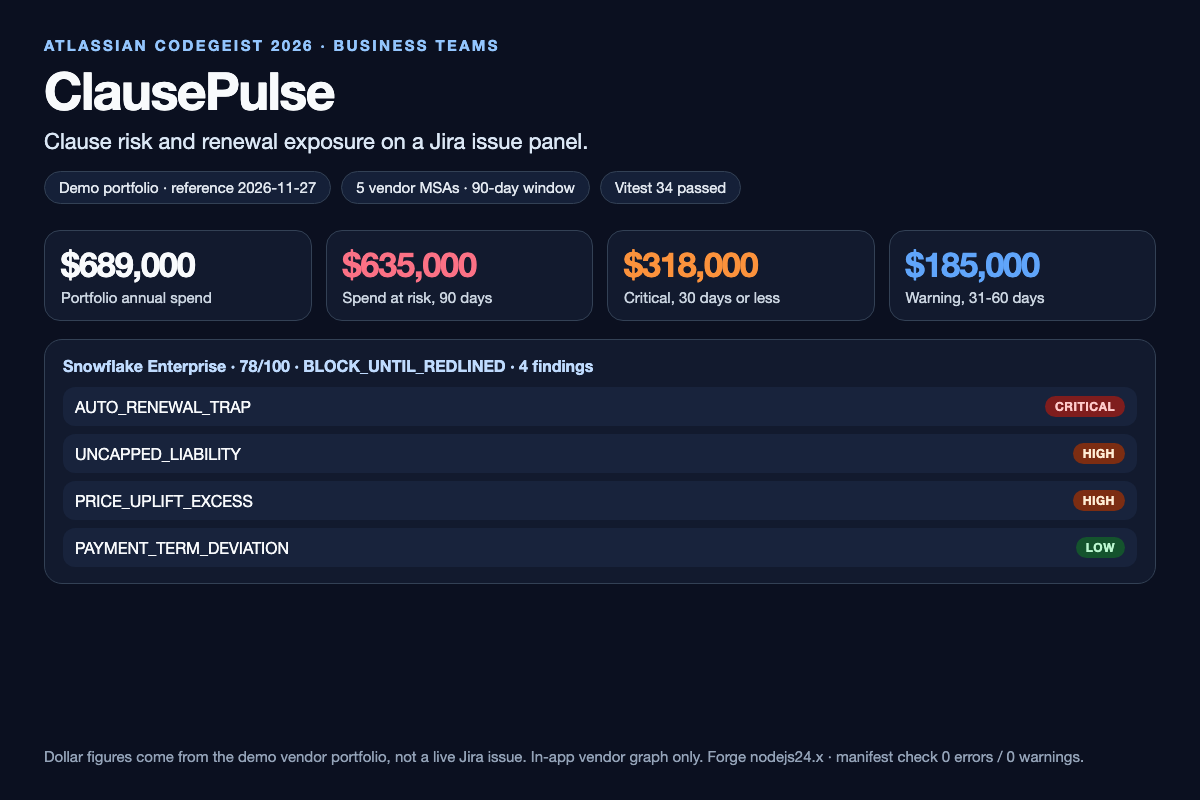 ATLASSIAN CODEGEIST 2026 · BUSINESS TEAMS
ClausePulse
Clause risk and renewal exposure on a Jira issue panel.
Demo portfolio · reference 2026-11-27
5 vendor MSAs · 90-day window
Vitest 34 passed
$689,000
Portfolio annual spend
$635,000
Spend at risk, 90 days
$318,000
Critical, 30 days or less
$185,000
Warning, 31-60 days
Snowflake Enterprise · 78/100 · BLOCK_UNTIL_REDLINED · 4 findings
AUTO_RENEWAL_TRAP CRITICAL
UNCAPPED_LIABILITY HIGH
PRICE_UPLIFT_EXCESS HIGH
PAYMENT_TERM_DEVIATION LOW
Dollar figures come from the demo vendor portfolio, not a live Jira issue. In-app vendor graph only. Forge nodejs24.x · manifest check 0 errors / 0 warnings.